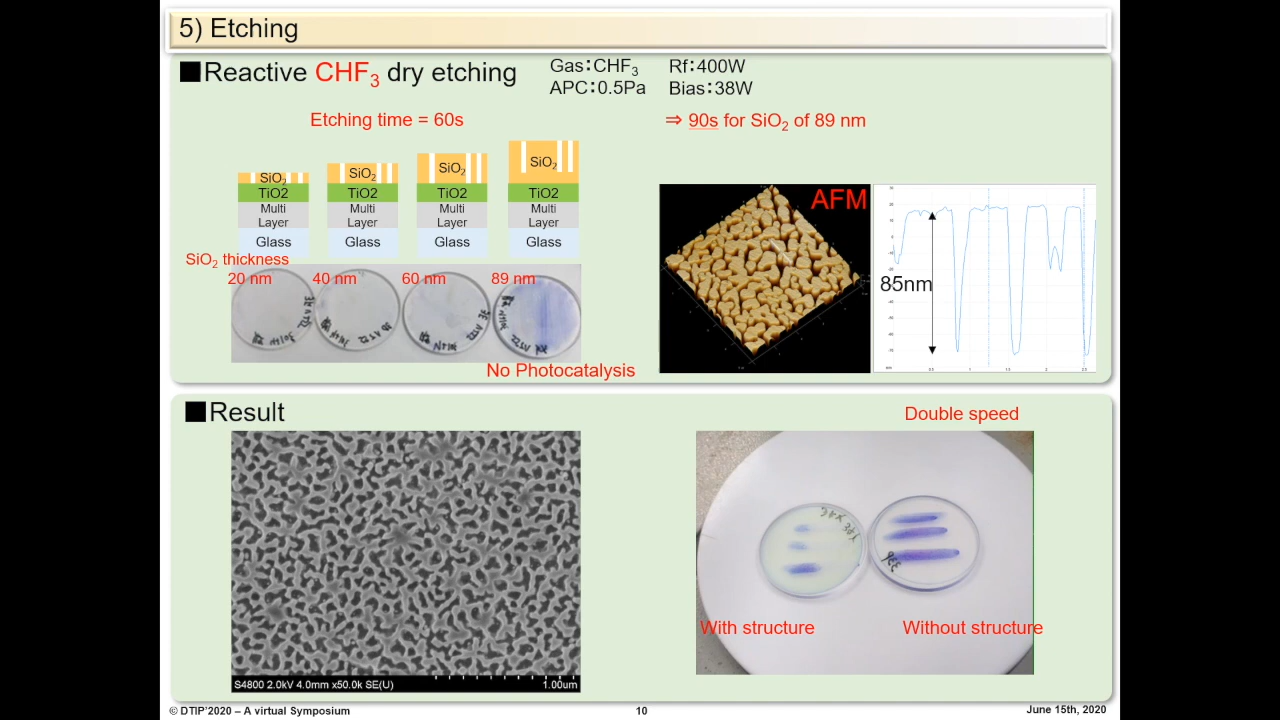 5) Etching
■Reactive CHF3 dry etching
Gas:CHF3 Rf:400W
APC:0.5Pa Bias:38W
Etching time = 60s
⇒ 90s for SiO2 of 89 nm
SiO2 SiO2 SiO2 SiO2
TiO2 TiO2 TiO2 TiO2
Multi Layer Multi Layer Multi Layer Multi Layer
Glass Glass Glass Glass
SiO2 thickness
20 nm 40 nm 60 nm 89 nm
No Photocatalysis
AFM
85nm
■Result
Double speed
With structure Without structure
S4800 2.0kV 4.0mm x50.0k SE(U) 1.00um
© DTIP'2020 – A virtual Symposium 10 June 15th, 2020